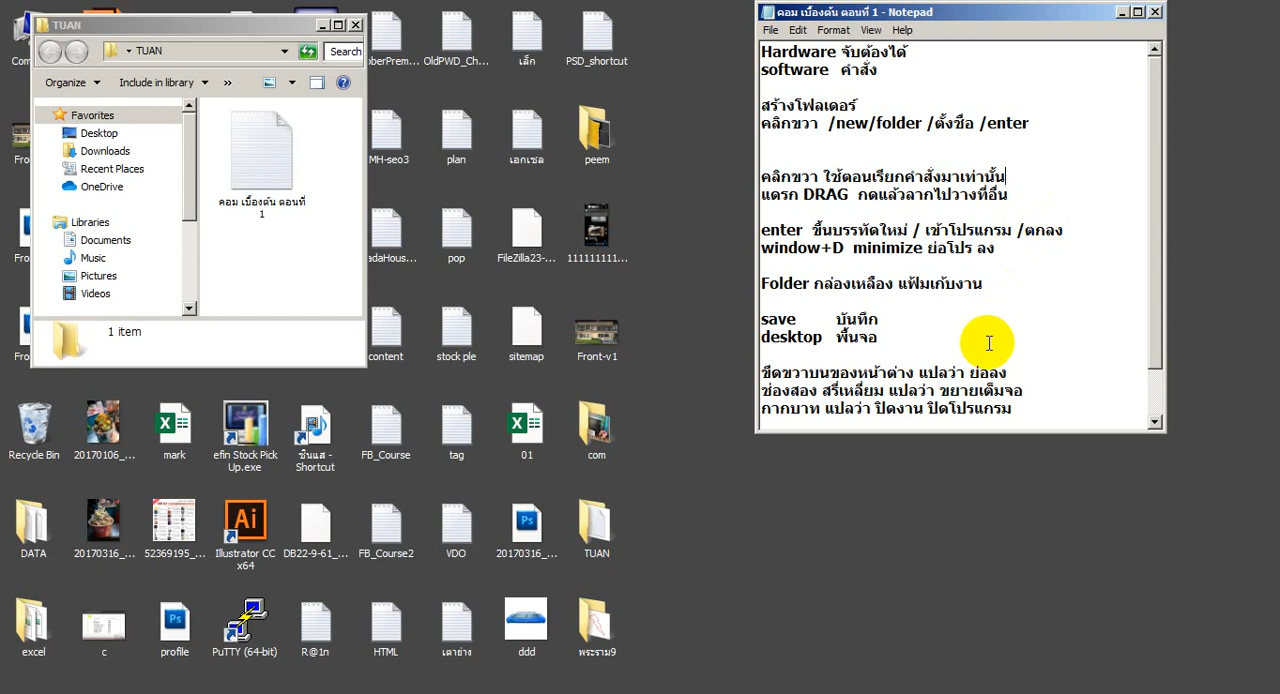 TUAN
TUAN
Search
Organize
Include in library
»
Favorites
Desktop
Downloads
Recent Places
OneDrive
Libraries
Documents
Music
Pictures
Videos
คอม เบื้องต้น ตอนที่
1
1 item
คอม เบื้องต้น ตอนที่ 1 - Notepad
File Edit Format View Help
Hardware จับต้องได้
software คำสั่ง
สร้างโฟลเดอร์
คลิกขวา /new/folder /ตั้งชื่อ /enter
คลิกขวา ใช้ตอนเรียกคำสั่งมาเท่านั้น
แดรก DRAG กดแล้วลากไปวางที่อื่น
enter ขึ้นบรรทัดใหม่ / เข้าโปรแกรม /ตกลง
window+D minimize ย่อโปร ลง
Folder กล่องเหลือง แฟ้มเก้บงาน
save บันทึก
desktop พื้นจอ
ขีดขวาบนของหน้าต่าง แปลว่า ย่อลง
ช่องสอง สรี่เหลี่ยม แปลว่า ขยายเต็มจอ
กากบาท แปลว่า ปิดงาน ปิดโปรแกรม
OldPWD_Ch...
เล็ก
PSD_shortcut
MH-seo3
plan
เอกเซล
peem
pop
FileZilla23-...
111111111...
content
stock ple
sitemap
Front-v1
Recycle Bin
20170106_...
mark
efin Stock Pick
Up.exe
ซินแส -
Shortcut
FB_Course
tag
01
com
DATA
20170316_...
52369195_...
Illustrator CC
x64
DB22-9-61_...
FB_Course2
VDO
20170316_...
TUAN
excel
c
profile
PuTTY (64-bit)
R@1n
HTML
เตาย่าง
ddd
พระราม9